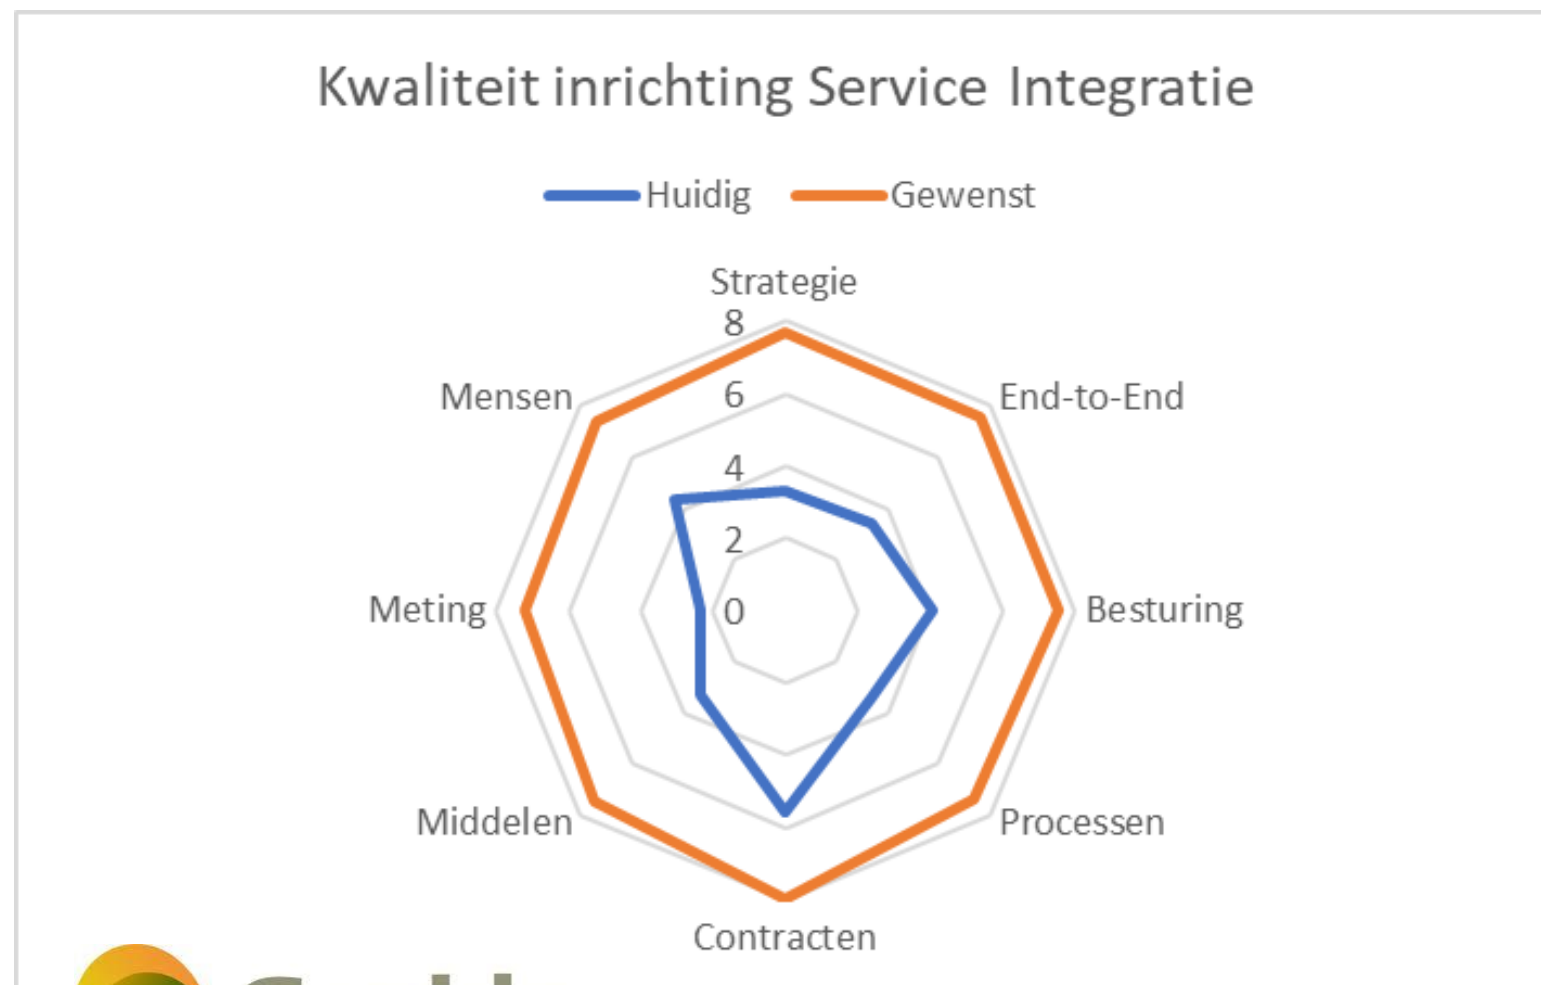 Kwaliteit inrichting Service Integratie
Huidig Gewenst
Strategie
8
Mensen 6 End-to-End
4
2
Meting 0 Besturing
Middelen Processen
Contracten